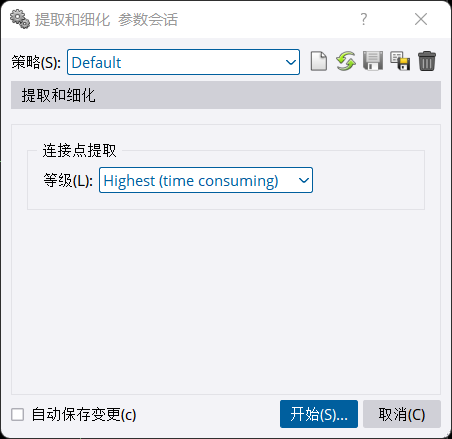 提取和细化 参数会话
策略(S): Default
提取和细化
连接点提取
等级(L): Highest (time consuming)
自动保存变更(c)
开始(S)... 取消(C)